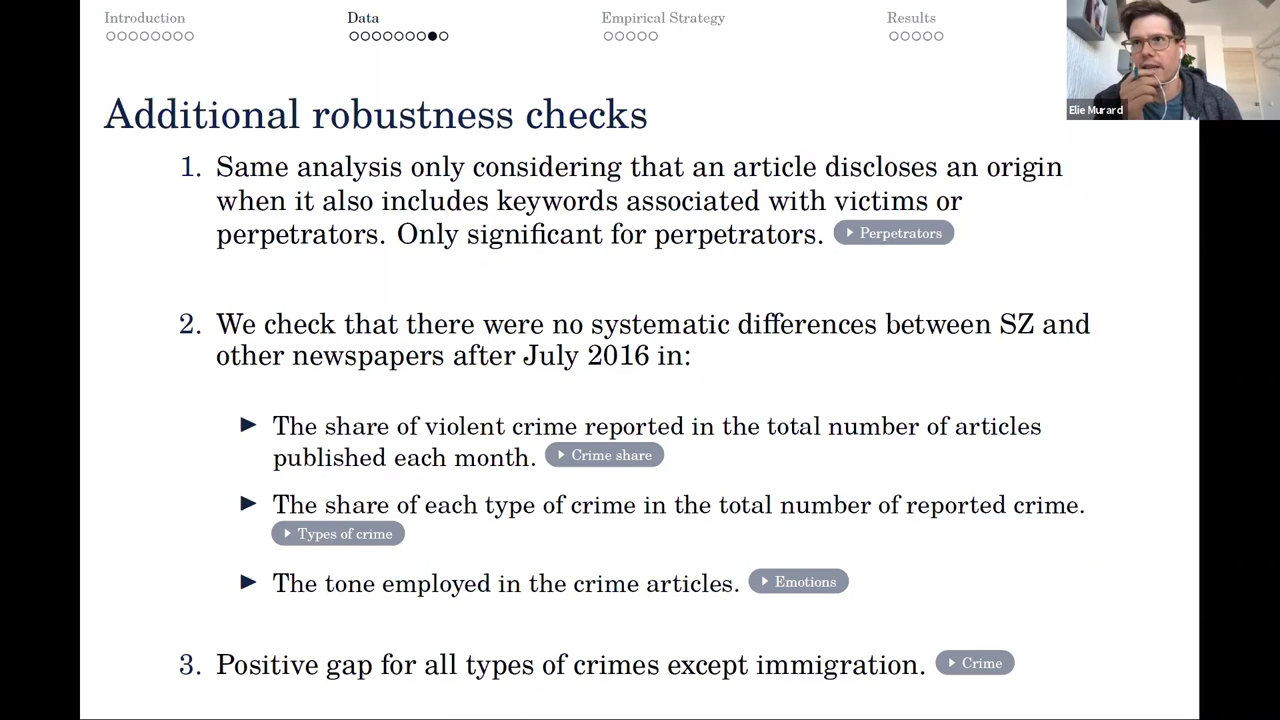 Introduction
Data
Empirical Strategy
Results
Elie Murard
Additional robustness checks
1. Same analysis only considering that an article discloses an origin
when it also includes keywords associated with victims or
perpetrators. Only significant for perpetrators. Perpetrators
2. We check that there were no systematic differences between SZ and
other newspapers after July 2016 in:
The share of violent crime reported in the total number of articles
published each month. Crime share
The share of each type of crime in the total number of reported crime.
Types of crime
The tone employed in the crime articles. Emotions
3. Positive gap for all types of crimes except immigration. Crime